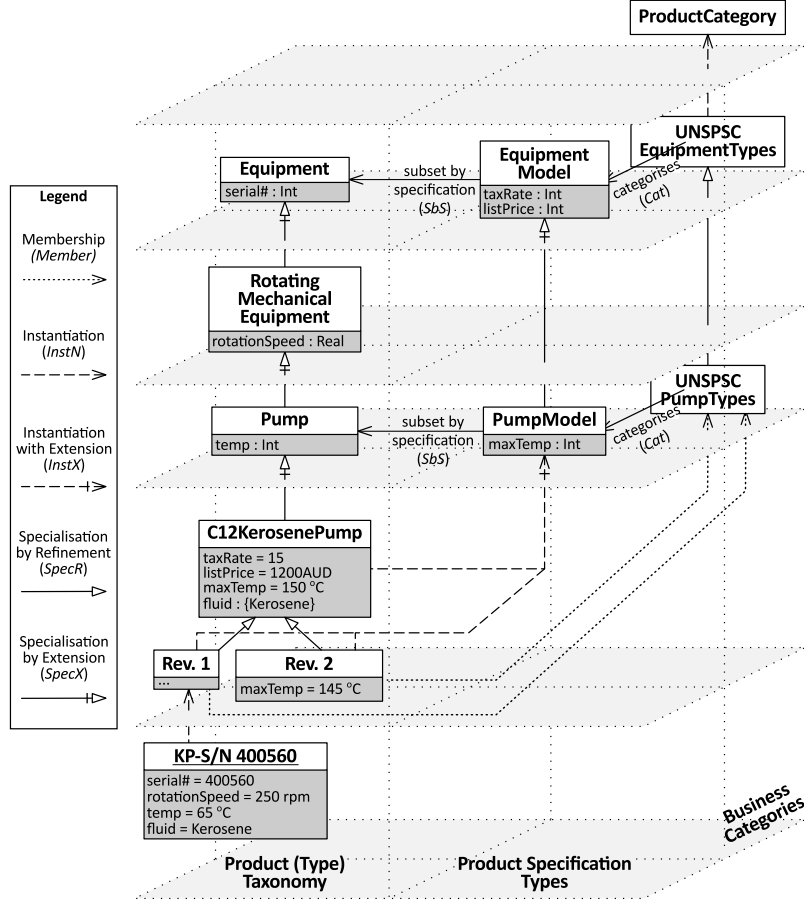 ProductCategory
UNSPSC
EquipmentTypes
Equipment
Model
taxRate : Int
listPrice : Int
Equipment
serial# : Int
subset by
specification
(SbS)
categorises
(Cat)
Legend
Membership
(Member)
Instantiation
(InstN)
Instantiation
with Extension
(InstX)
Specialisation
by Refinement
(SpecR)
Specialisation
by Extension
(SpecX)
Rotating
Mechanical
Equipment
rotationSpeed : Real
UNSPSC
PumpTypes
Pump
temp : Int
subset by
specification
(SbS)
PumpModel
maxTemp : Int
categorises
(Cat)
C12KerosenePump
taxRate = 15
listPrice = 1200AUD
maxTemp = 150 °C
fluid : {Kerosene}
Rev. 1
...
Rev. 2
maxTemp = 145 °C
KP-S/N 400560
serial# = 400560
rotationSpeed = 250 rpm
temp = 65 °C
fluid = Kerosene
Business
Categories
Product (Type)
Taxonomy
Product Specification
Types